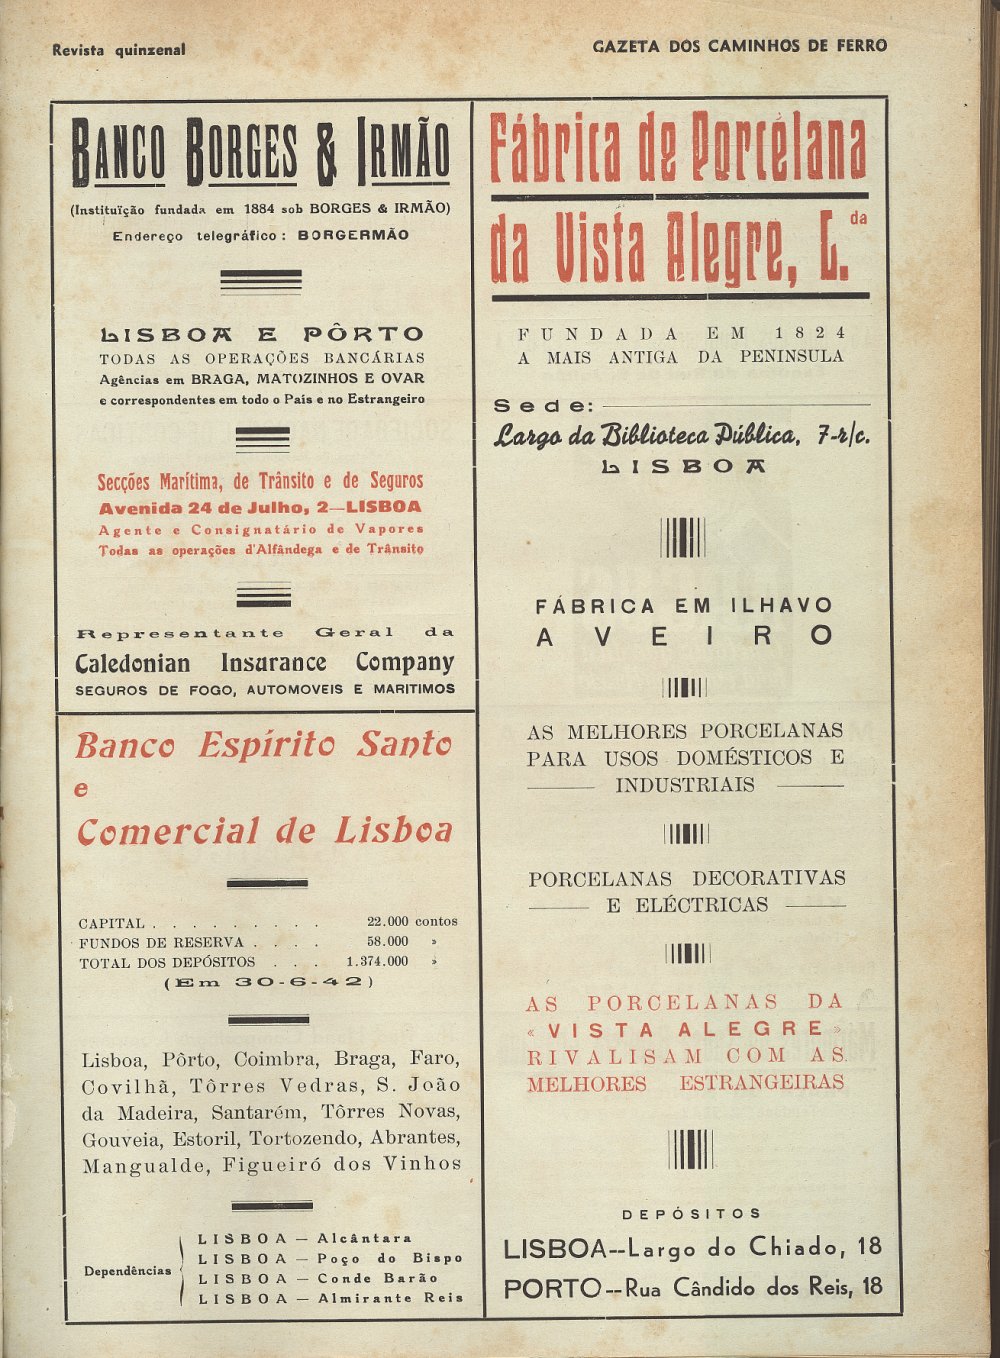 Revista quinzenal
GAZETA DOS CAMINHOS DE FERRO
BANCO BORGES & IRMÃO
(Instituïção fundada em 1884 sob BORGES & IRMÃO)
Endereço telegráfico: BORGERMÃO
LISBOA E PÔRTO
TODAS AS OPERAÇÕES BANCÁRIAS
Agências em BRAGA, MATOZINHOS E OVAR
e correspondentes em todo o País e no Estrangeiro
Secções Marítima, de Trânsito e de Seguros
Avenida 24 de Julho, 2—LISBOA
Agente e Consignatário de Vapores
Todas as operações d'Alfândega e de Trânsito
Representante Geral da
Caledonian Insurance Company
SEGUROS DE FOGO, AUTOMOVEIS E MARITIMOS
Banco Espírito Santo
e
Comercial de Lisboa
CAPITAL . . . . . . . . . 22.000 contos
FUNDOS DE RESERVA . . . . 58.000 »
TOTAL DOS DEPÓSITOS . . . 1.374.000 »
(Em 30-6-42)
Lisboa, Pôrto, Coimbra, Braga, Faro,
Covilhã, Tôrres Vedras, S. João
da Madeira, Santarém, Tôrres Novas,
Gouveia, Estoril, Tortozendo, Abrantes,
Mangualde, Figueiró dos Vinhos
Dependências
LISBOA — Alcântara
LISBOA — Poço do Bispo
LISBOA — Conde Barão
LISBOA — Almirante Reis
Fábrica de Porcelana
da Vista Alegre, L.da
FUNDADA EM 1824
A MAIS ANTIGA DA PENINSULA
Sede:
Largo da Biblioteca Pública, 7-r/c.
LISBOA
FÁBRICA EM ILHAVO
AVEIRO
AS MELHORES PORCELANAS
PARA USOS DOMÉSTICOS E
INDUSTRIAIS
PORCELANAS DECORATIVAS
E ELÉCTRICAS
AS PORCELANAS DA
«VISTA ALEGRE»
RIVALISAM COM AS
MELHORES ESTRANGEIRAS
DEPÓSITOS
LISBOA--Largo do Chiado, 18
PORTO--Rua Cândido dos Reis, 18